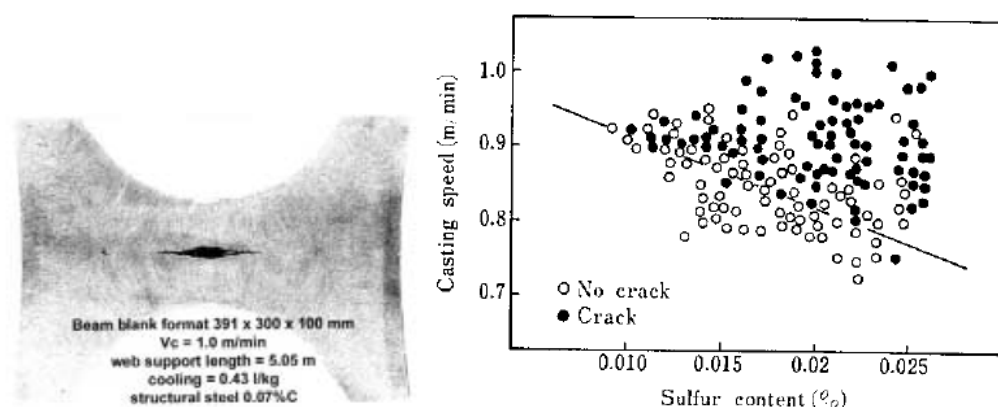 Beam blank format 391 x 300 x 100 mm
Vc = 1.0 m/min
web support length = 5.05 m
cooling = 0.43 l/kg
structural steel 0.07%C
Casting speed (m/min)
1.0
0.9
0.8
0.7
No crack
Crack
0.010
0.015
0.02
0.025
Sulfur content (%)